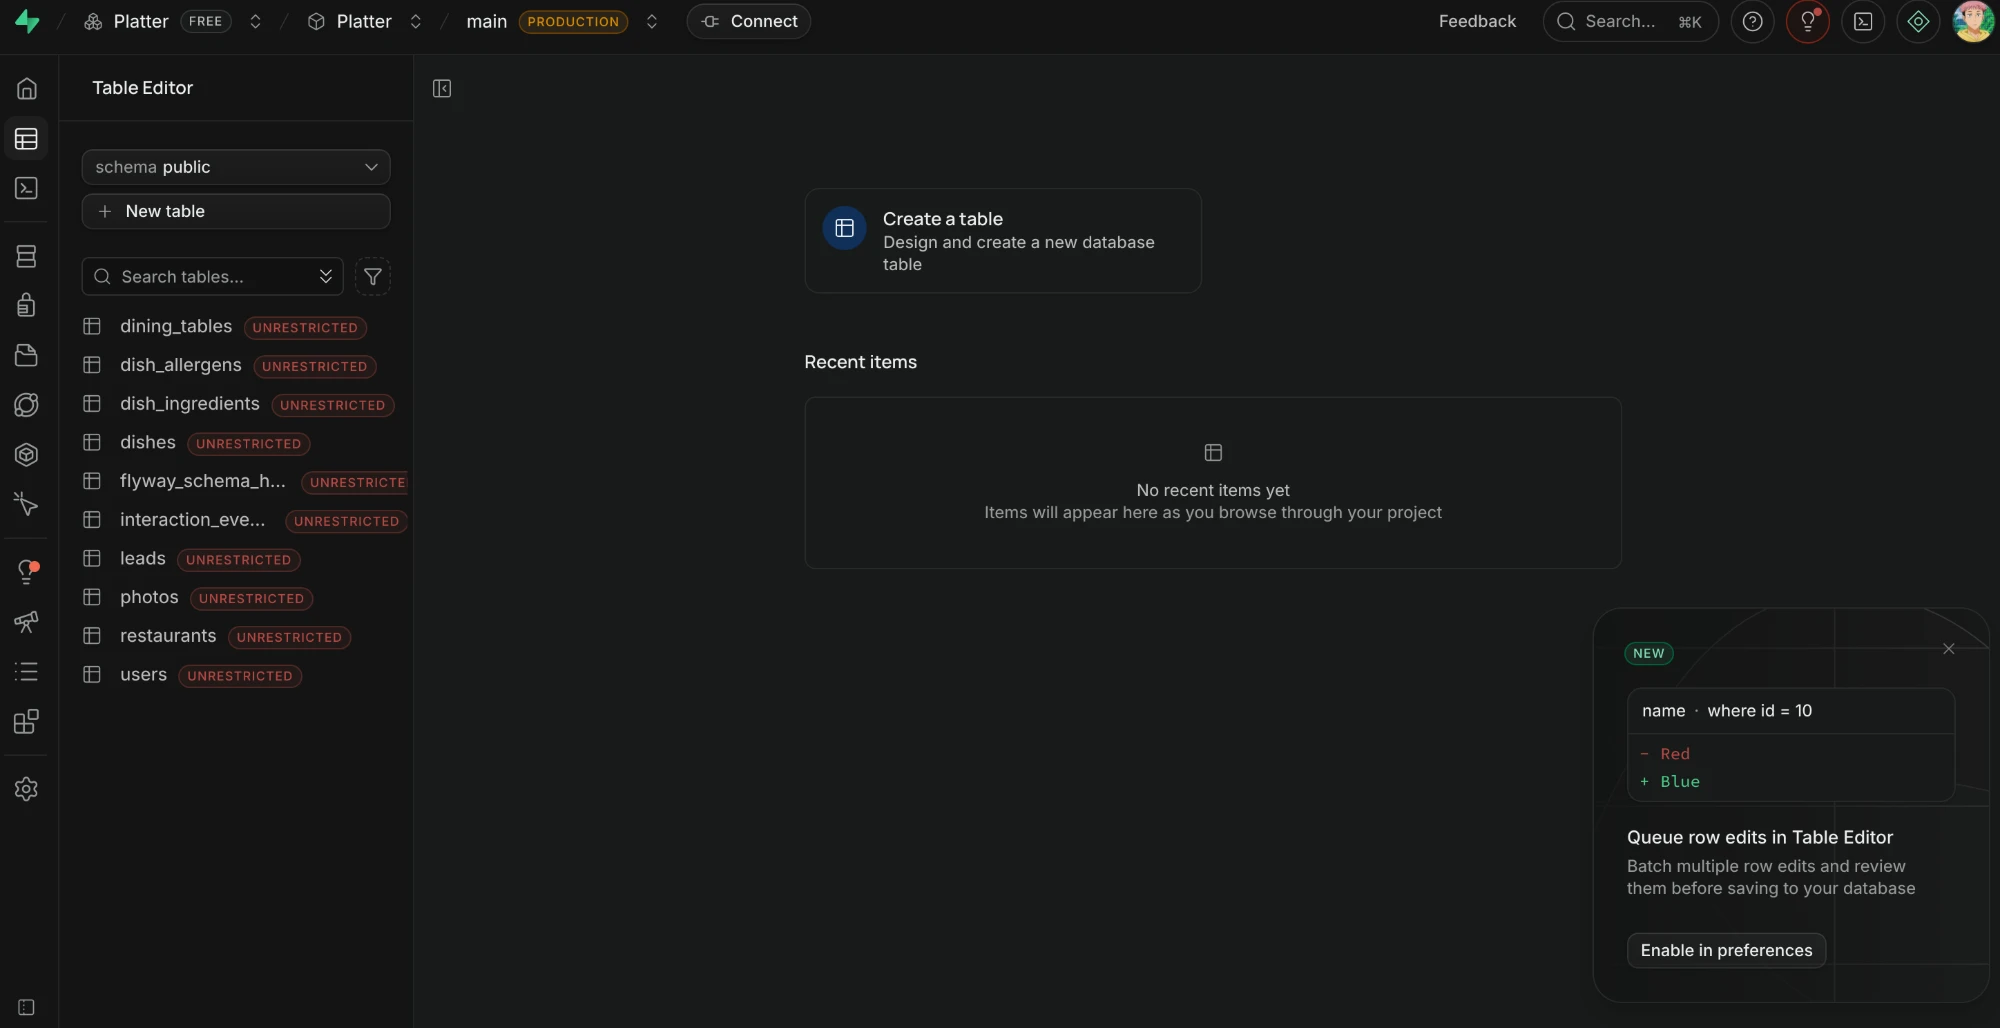 Platter FREE
Platter
main PRODUCTION
Connect
Feedback
Search... ⌘K
Table Editor
schema public
New table
Search tables...
dining_tables UNRESTRICTED
dish_allergens UNRESTRICTED
dish_ingredients UNRESTRICTED
dishes UNRESTRICTED
flyway_schema_h... UNRESTRICTE
interaction_eve... UNRESTRICTED
leads UNRESTRICTED
photos UNRESTRICTED
restaurants UNRESTRICTED
users UNRESTRICTED
Create a table
Design and create a new database
table
Recent items
No recent items yet
Items will appear here as you browse through your project
NEW
name · where id = 10
- Red
+ Blue
Queue row edits in Table Editor
Batch multiple row edits and review
them before saving to your database
Enable in preferences